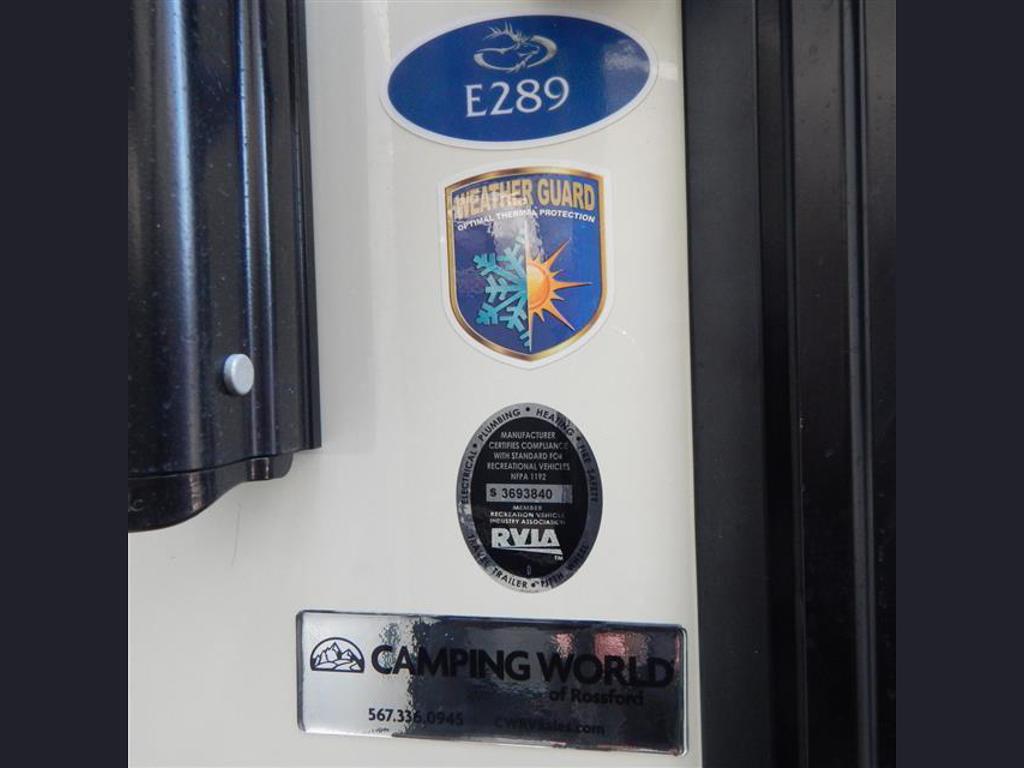 E289
WEATHER GUARD
OPTIMAL THERMAL PROTECTION
ELECTRICAL • PLUMBING • HEATING • FIRE SAFETY
MANUFACTURER
CERTIFIES COMPLIANCE
WITH STANDARD FOR
RECREATIONAL VEHICLES
NFPA 1192
S 3693840
MEMBER
RECREATION VEHICLE
INDUSTRY ASSOCIATION
RVIA
TM
TRAVEL TRAILER • FIFTH WHEEL
CAMPING WORLD
of Rossford
567.336.0945 CWRVSales.com